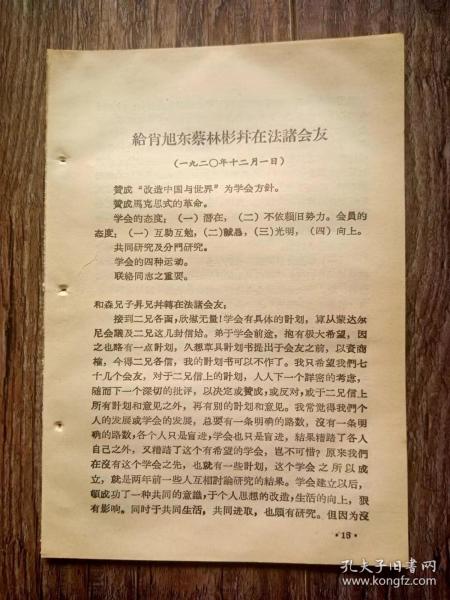 給肖旭东蔡林彬幷在法諸会友
(一九二〇年十二月一日)
贊成“改造中国与世界”为学会方針。
贊成馬克思式的革命。
学会的态度:(一)潛在,(二)不依賴旧势力。会員的
态度:(一)互助互勉,(二)誠恳,(三)光明,(四)向上。
共同研究及分門研究。
学会的四种运动。
联絡同志之重要。
和森兄子昇兄幷轉在法諸会友:
接到二兄各函,欣慰无量!学会有具体的計划,算从蒙达尔
尼会議及二兄这几封信始。弟于学会前途,抱有极大希望,因
之也略有一点計划,久想草具計划书提出于会友之前,以資商
榷,今得二兄各信,我的計划书可以不作了。我只希望我們七
十几个会友,对于二兄信上的計划,人人下一个詳密的考慮,
随而下一个深切的批评,以决定或贊成,或反对,或于二兄信上
所有計划和意见之外,再有別的計划和意见。我常觉得我們个
人的发展或学会的发展,总要有一条明确的路数,沒有一条明
确的路数,各个人只是盲进,学会也只是盲进,結果糟踏了各人
自己之外,又糟踏了这个有希望的学会,岂不可惜?原来我們
在沒有这个学会之先,也就有一些計划,这个学会之所以成
立,就是两年前一些人互相討論研究的結果。学会建立以后,
頓成功了一种共同的意識,于个人思想的改造,生活的向上,很
有影响。同时于共同生活,共同进取,也頗有研究。但因为沒
·15·
孔夫子旧书网
www.kongfz.com